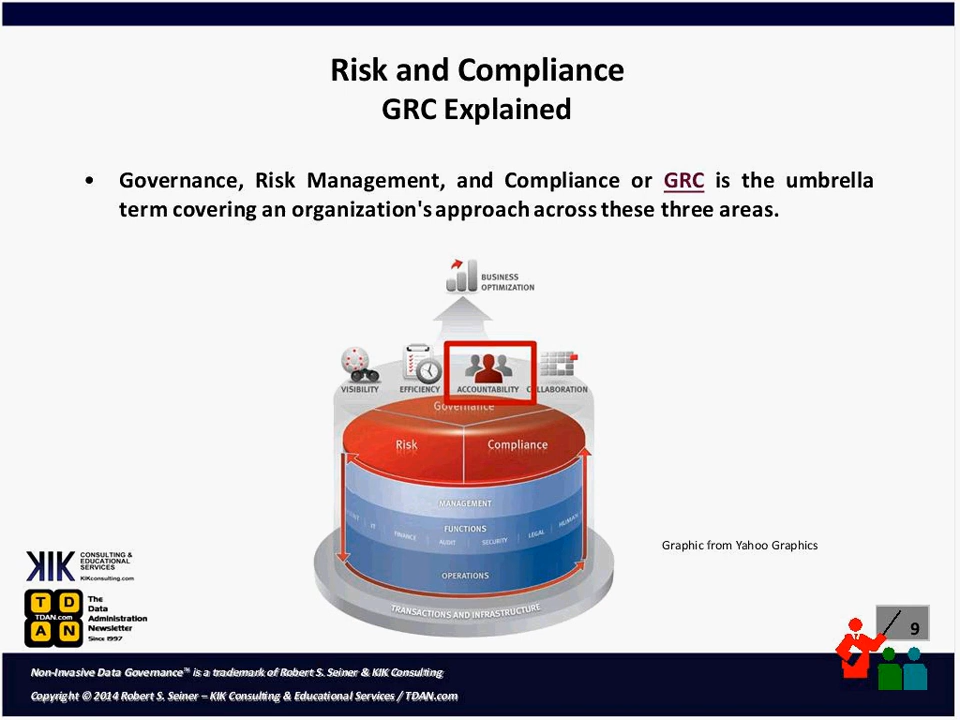 Risk and Compliance
GRC Explained
• Governance, Risk Management, and Compliance or GRC is the umbrella
term covering an organization's approach across these three areas.
BUSINESS
OPTIMIZATION
VISIBILITY EFFICIENCY ACCOUNTABILITY COLLABORATION
Governance
Risk Compliance
MANAGEMENT
FUNCTIONS
IT | FINANCE | AUDIT | SECURITY | LEGAL | HUMAN
OPERATIONS
TRANSACTIONS AND INFRASTRUCTURE
Graphic from Yahoo Graphics
KIK
CONSULTING &
EDUCATIONAL
SERVICES
KIKconsulting.com
T D
TDAN.com
A N
The
Data
Administration
Newsletter
Since 1997
9
Non-Invasive Data Governance™ is a trademark of Robert S. Seiner & KIK Consulting
Copyright © 2014 Robert S. Seiner – KIK Consulting & Educational Services / TDAN.com